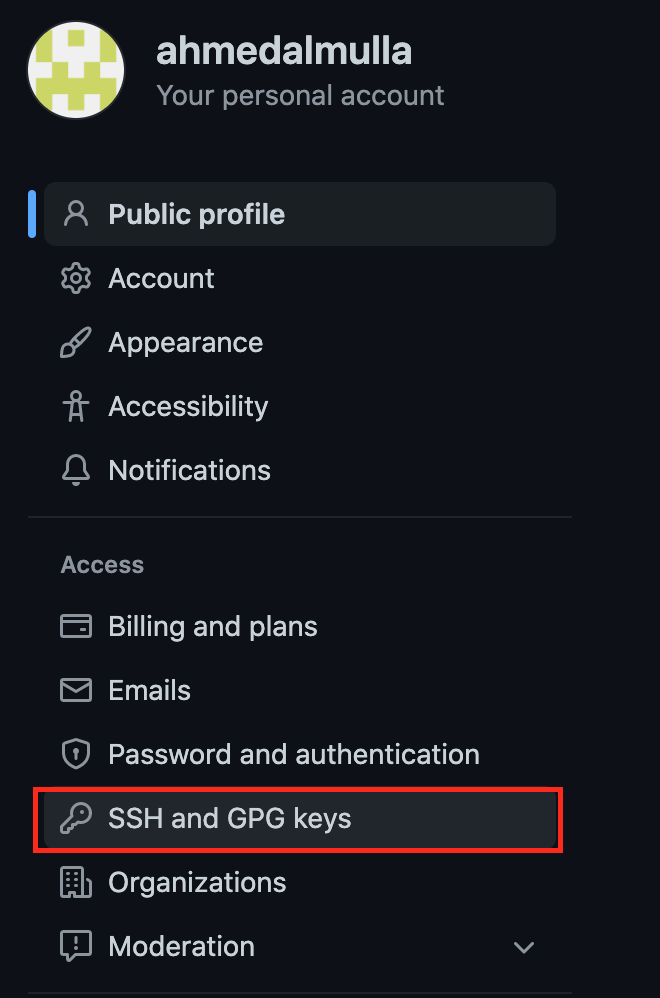 ahmedalmulla
Your personal account
Public profile
Account
Appearance
Accessibility
Notifications
Access
Billing and plans
Emails
Password and authentication
SSH and GPG keys
Organizations
Moderation